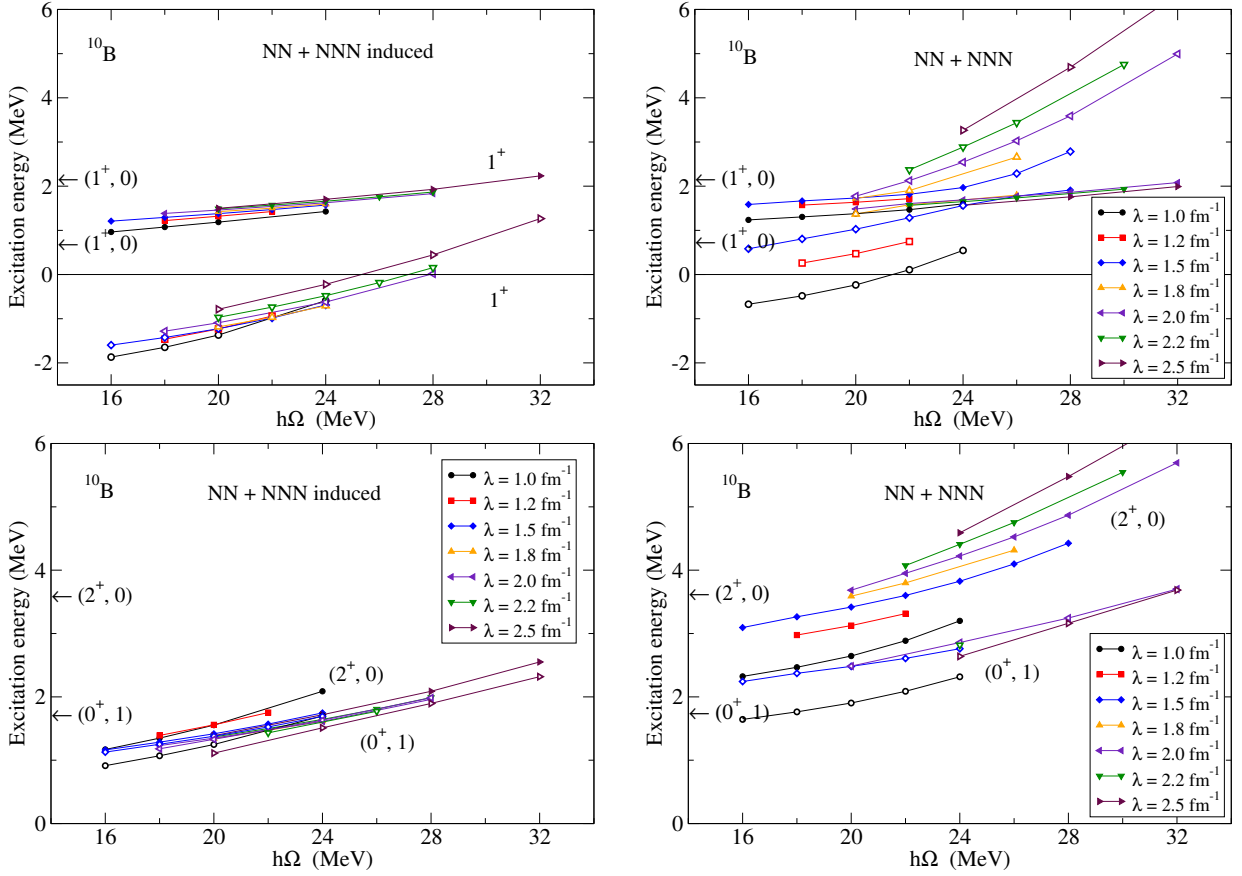 6
4
2
0
-2
Excitation energy (MeV)
¹⁰B
NN + NNN induced
← (1⁺, 0)
← (1⁺, 0)
1⁺
1⁺
16 20 24 28 32
hΩ (MeV)
6
4
2
0
-2
Excitation energy (MeV)
¹⁰B
NN + NNN
← (1⁺, 0)
← (1⁺, 0)
λ = 1.0 fm⁻¹
λ = 1.2 fm⁻¹
λ = 1.5 fm⁻¹
λ = 1.8 fm⁻¹
λ = 2.0 fm⁻¹
λ = 2.2 fm⁻¹
λ = 2.5 fm⁻¹
16 20 24 28 32
hΩ (MeV)
6
4
2
0
Excitation energy (MeV)
¹⁰B
NN + NNN induced
λ = 1.0 fm⁻¹
λ = 1.2 fm⁻¹
λ = 1.5 fm⁻¹
λ = 1.8 fm⁻¹
λ = 2.0 fm⁻¹
λ = 2.2 fm⁻¹
λ = 2.5 fm⁻¹
← (2⁺, 0)
(2⁺, 0)
← (0⁺, 1)
(0⁺, 1)
16 20 24 28 32
hΩ (MeV)
6
4
2
0
Excitation energy (MeV)
¹⁰B
NN + NNN
(2⁺, 0)
← (2⁺, 0)
(0⁺, 1)
← (0⁺, 1)
λ = 1.0 fm⁻¹
λ = 1.2 fm⁻¹
λ = 1.5 fm⁻¹
λ = 1.8 fm⁻¹
λ = 2.0 fm⁻¹
λ = 2.2 fm⁻¹
λ = 2.5 fm⁻¹
16 20 24 28 32
hΩ (MeV)